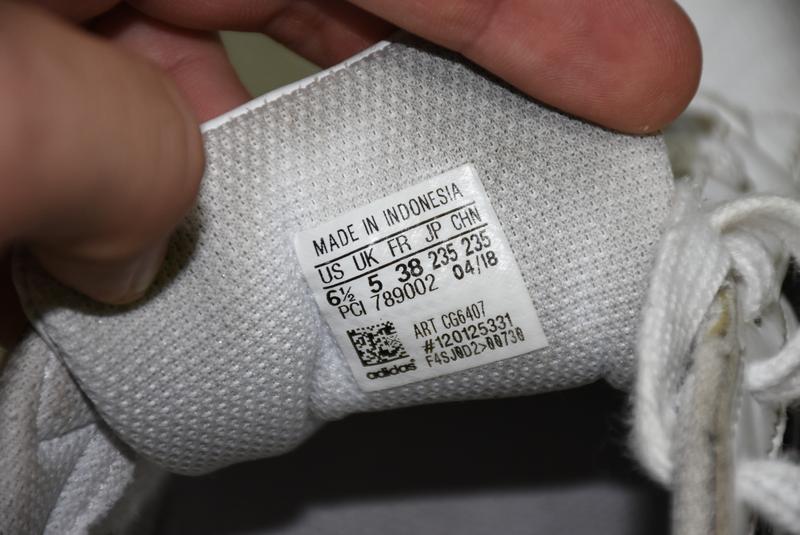 MADE IN INDONESIA
US UK FR JP CHN
6½ 5 38 235 235
PCI 789002 04/18
ART CG6407
#120125331
F4SJ0D2>00730
adidas